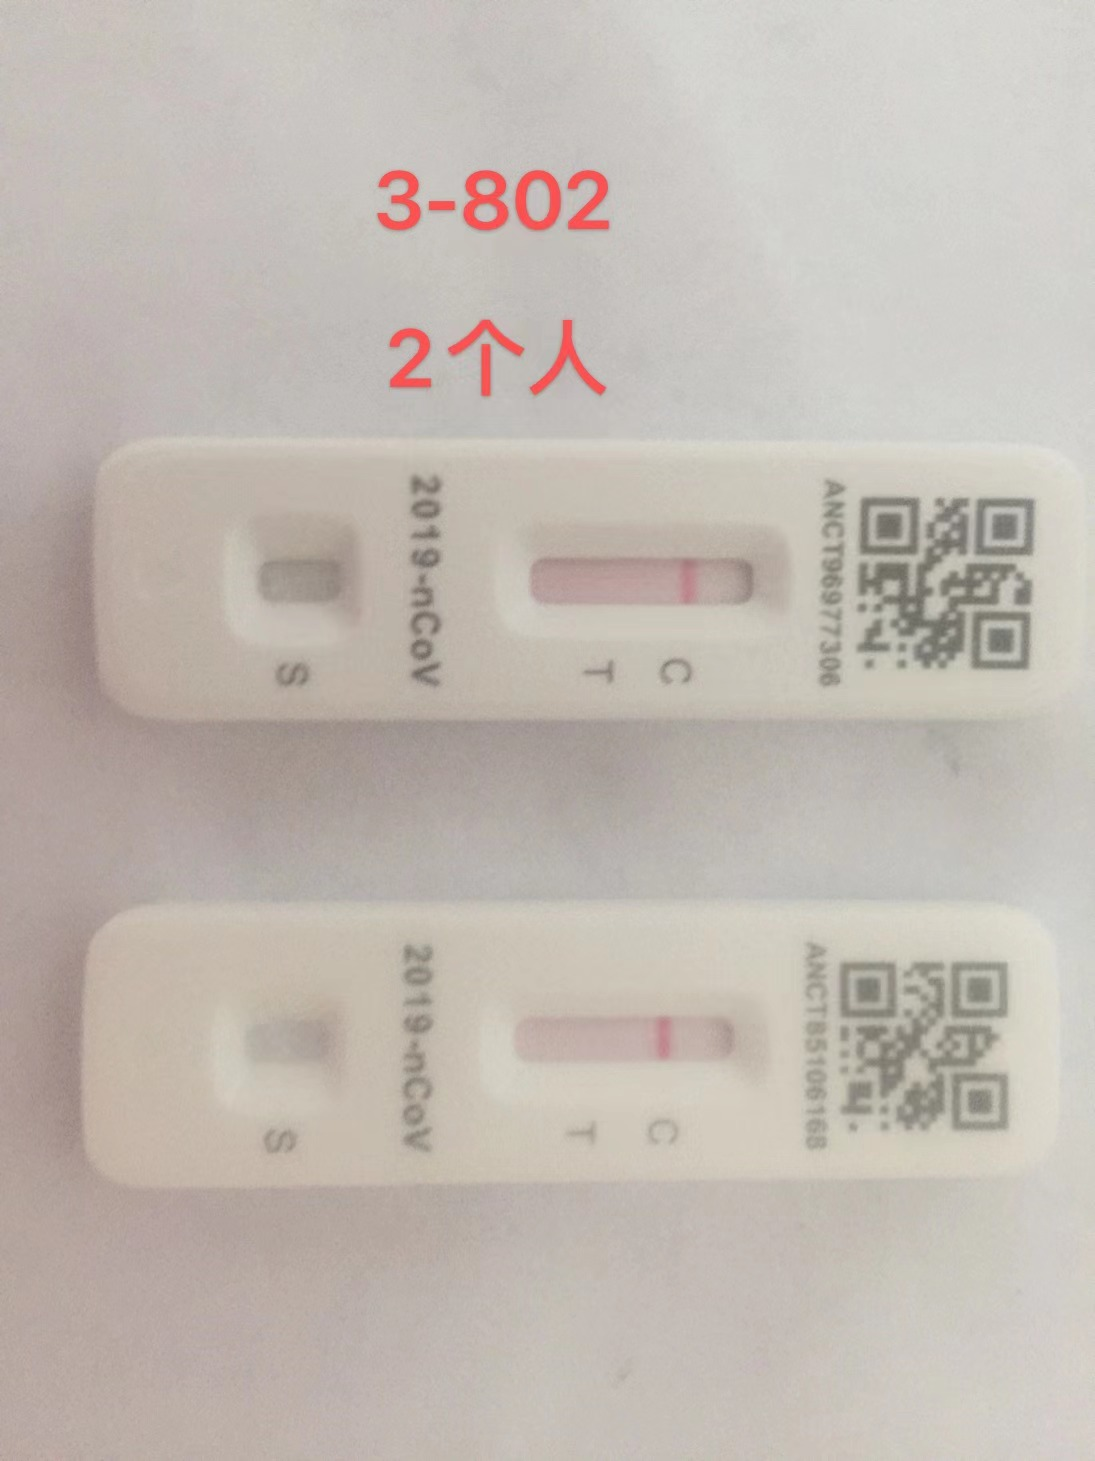 3-802
2个人
2019-nCoV
ANCT96977306
S
T
C
2019-nCoV
ANCT85106168
S
T
C